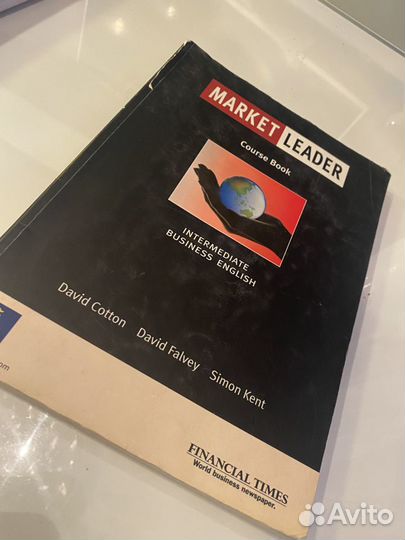 MARKET LEADER
Course Book
INTERMEDIATE
BUSINESS ENGLISH
David Cotton David Falvey Simon Kent
FINANCIAL TIMES
World business newspaper.
om
Avito